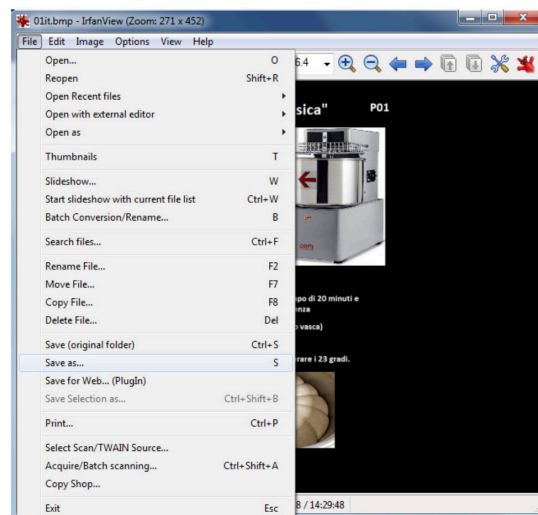 01it.bmp - IrfanView (Zoom: 271 x 452)
File Edit Image Options View Help
Open... O
Reopen Shift+R
Open Recent files
Open with external editor
Open as
Thumbnails T
Slideshow... W
Start slideshow with current file list Ctrl+W
Batch Conversion/Rename... B
Search files... Ctrl+F
Rename File... F2
Move File... F7
Copy File... F8
Delete File... Del
Save (original folder) Ctrl+S
Save as... S
Save for Web... (PlugIn)
Save Selection as... Ctrl+Shift+B
Print... Ctrl+P
Select Scan/TWAIN Source...
Acquire/Batch scanning... Ctrl+Shift+A
Copy Shop...
Exit Esc
6.4
sica" P01
po di 20 minuti e
enza
vasca)
rare i 23 gradi.
8 / 14:29:48